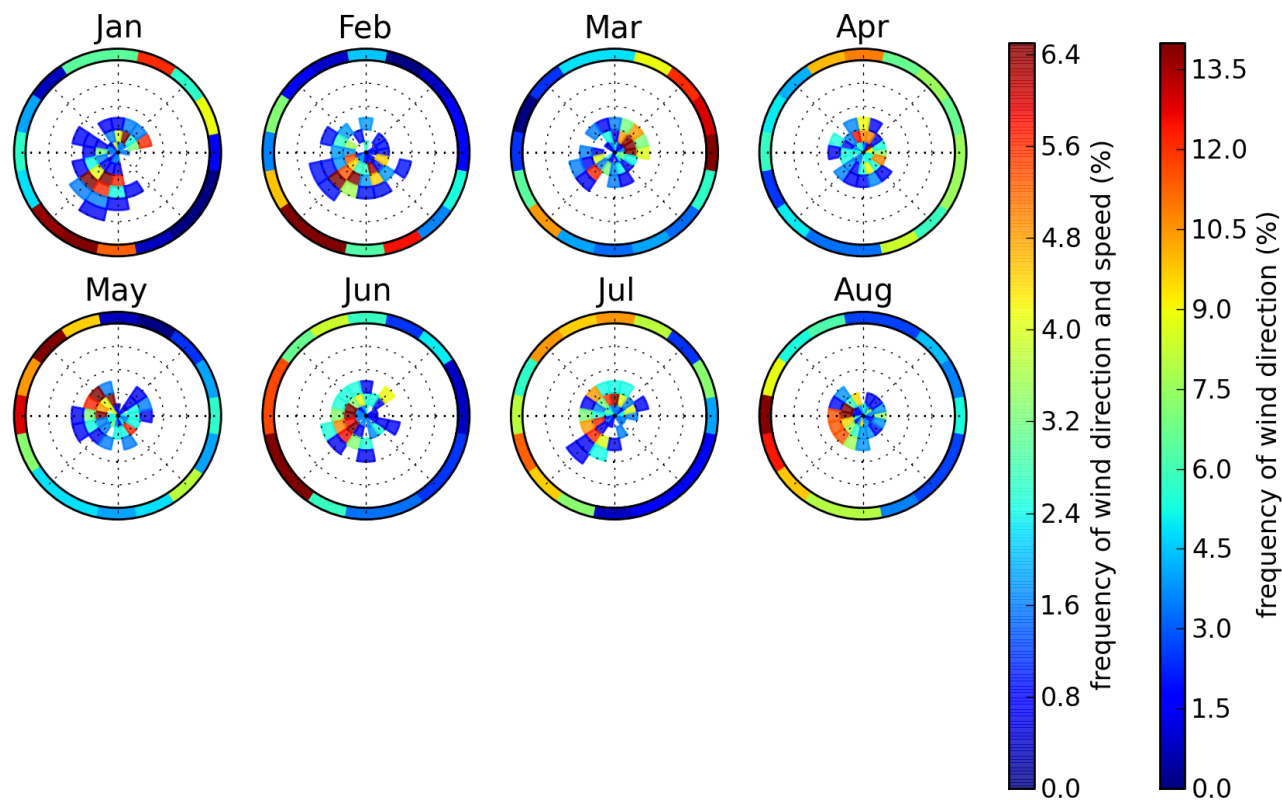 Jan
Feb
Mar
Apr
May
Jun
Jul
Aug
6.4
5.6
4.8
4.0
3.2
2.4
1.6
0.8
0.0
frequency of wind direction and speed (%)
13.5
12.0
10.5
9.0
7.5
6.0
4.5
3.0
1.5
0.0
frequency of wind direction (%)